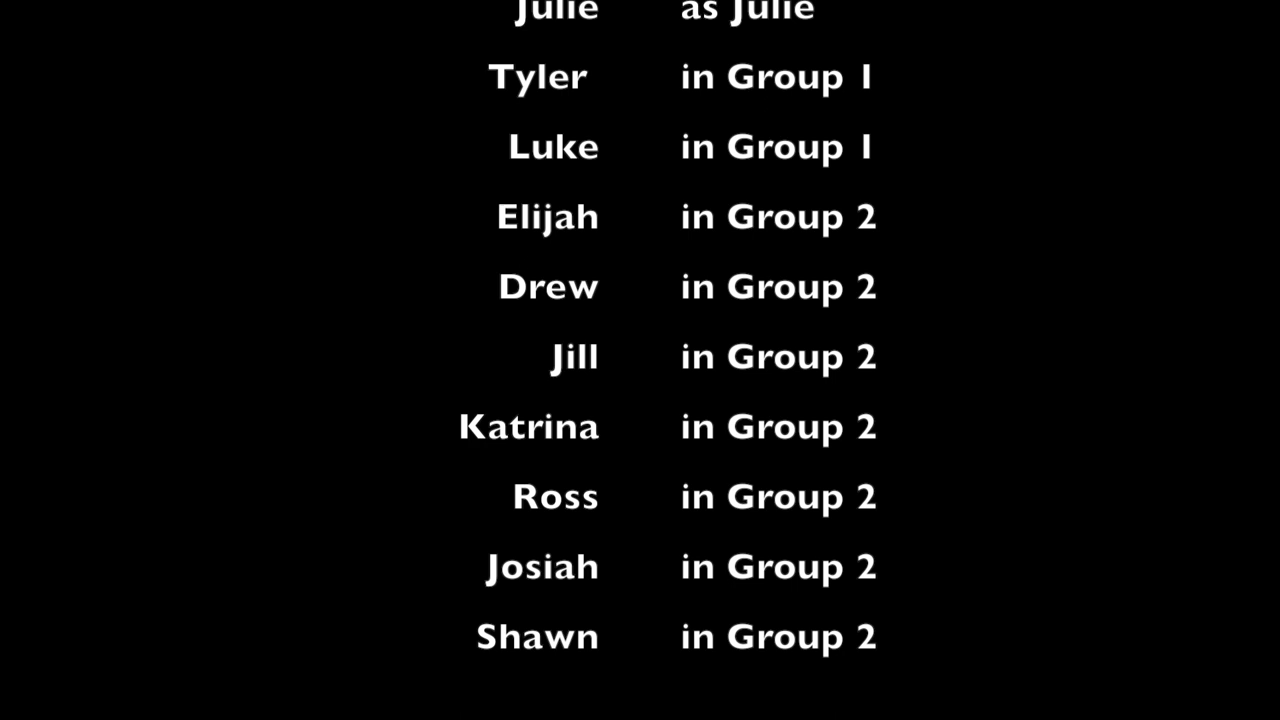 Julie as Julie
Tyler in Group 1
Luke in Group 1
Elijah in Group 2
Drew in Group 2
Jill in Group 2
Katrina in Group 2
Ross in Group 2
Josiah in Group 2
Shawn in Group 2